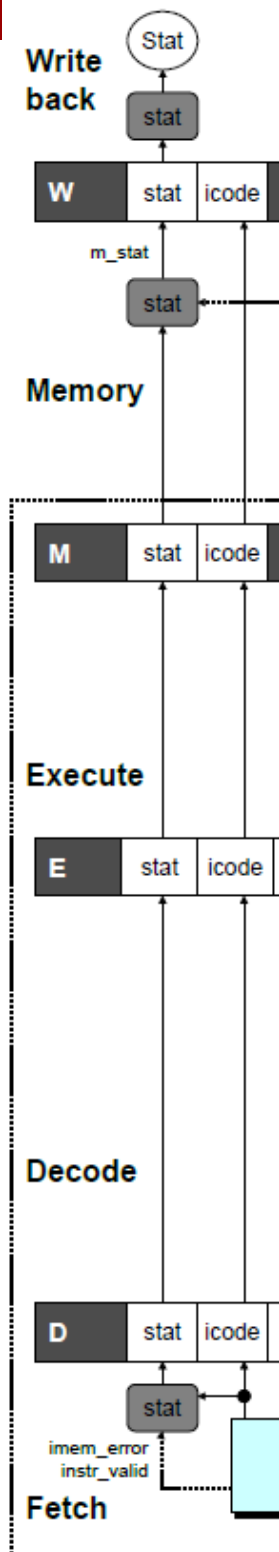 Stat
Write
back
stat
W stat icode
m_stat
stat
Memory
M stat icode
Execute
E stat icode
Decode
D stat icode
stat
imem_error
instr_valid
Fetch